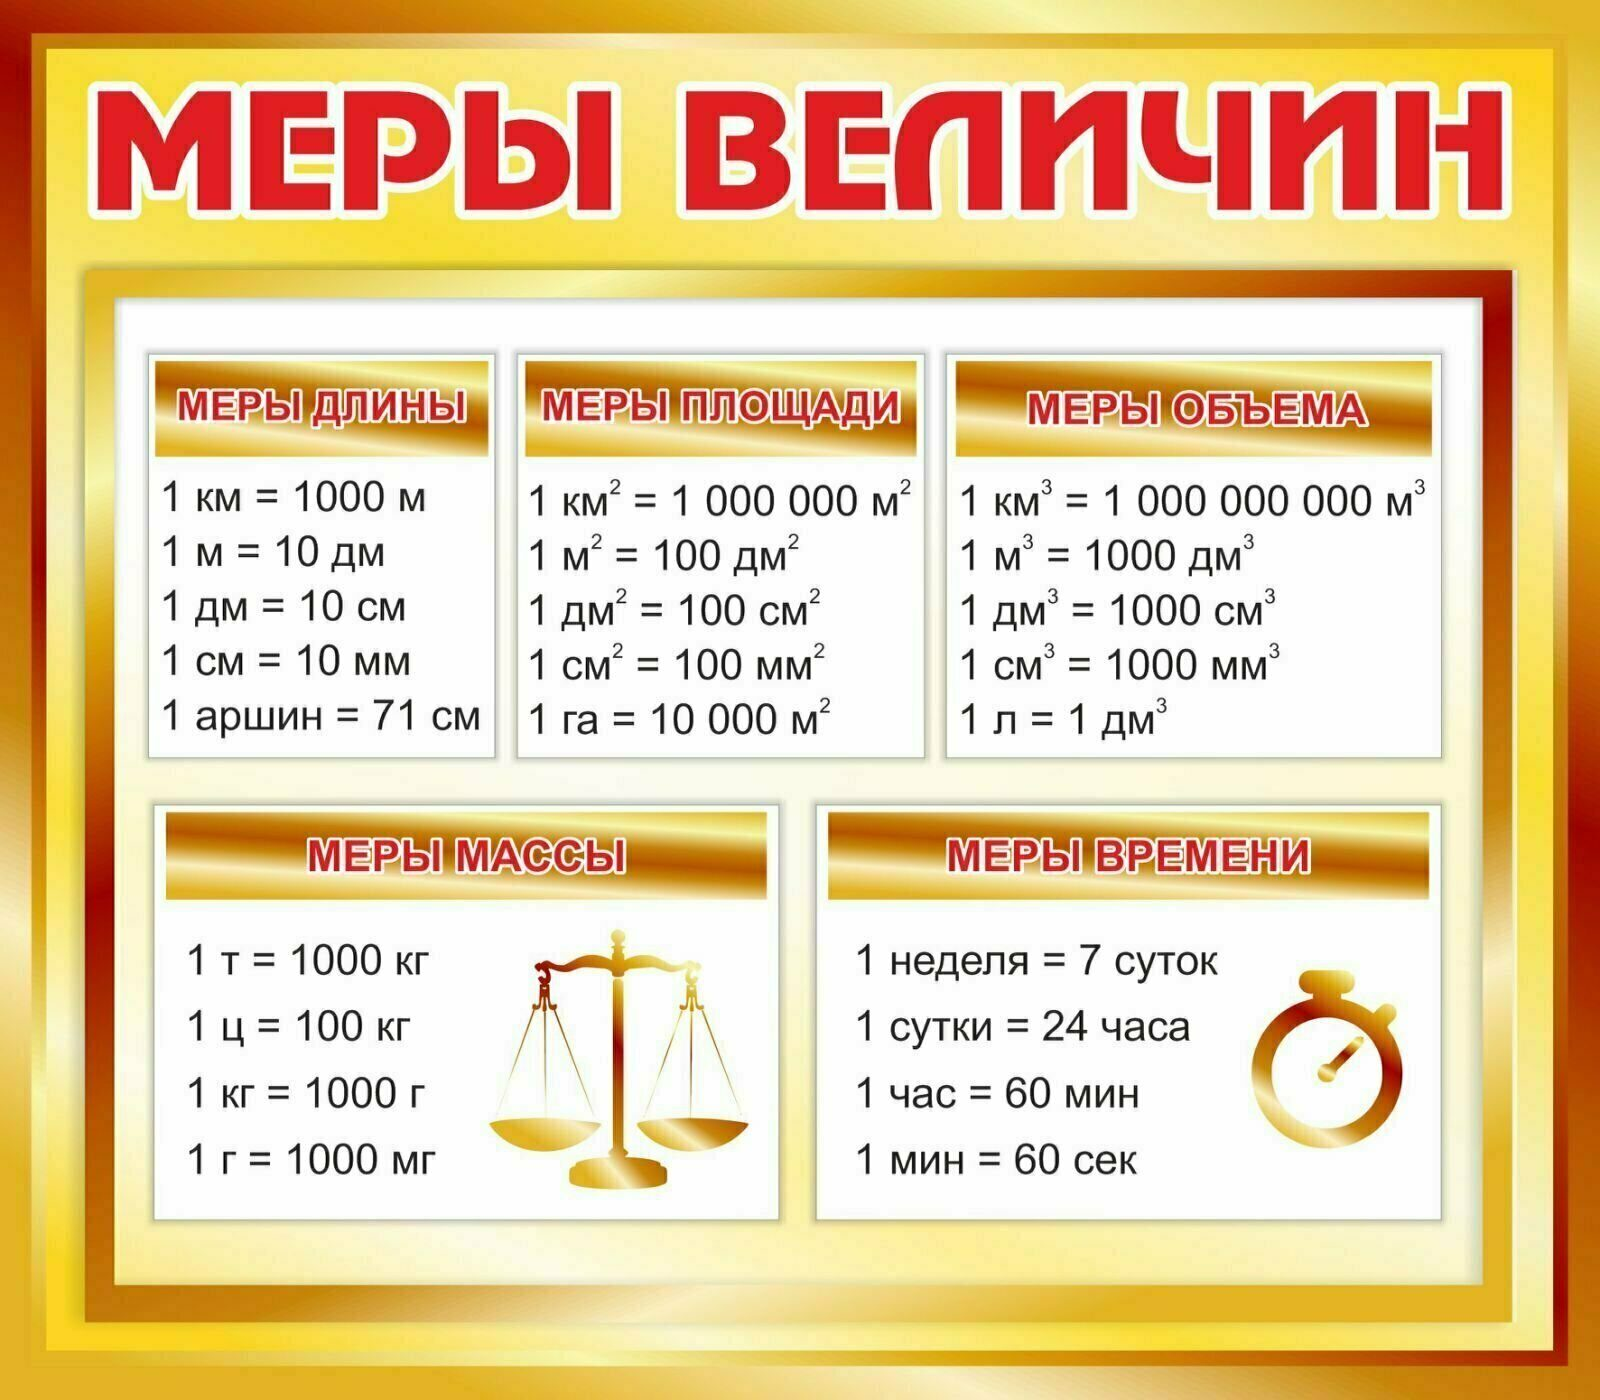 МЕРЫ ВЕЛИЧИН
МЕРЫ ДЛИНЫ
1 км = 1000 м
1 м = 10 дм
1 дм = 10 см
1 см = 10 мм
1 аршин = 71 см
МЕРЫ ПЛОЩАДИ
1 км² = 1 000 000 м²
1 м² = 100 дм²
1 дм² = 100 см²
1 см² = 100 мм²
1 га = 10 000 м²
МЕРЫ ОБЪЕМА
1 км³ = 1 000 000 000 м³
1 м³ = 1000 дм³
1 дм³ = 1000 см³
1 см³ = 1000 мм³
1 л = 1 дм³
МЕРЫ МАССЫ
1 т = 1000 кг
1 ц = 100 кг
1 кг = 1000 г
1 г = 1000 мг
МЕРЫ ВРЕМЕНИ
1 неделя = 7 суток
1 сутки = 24 часа
1 час = 60 мин
1 мин = 60 сек